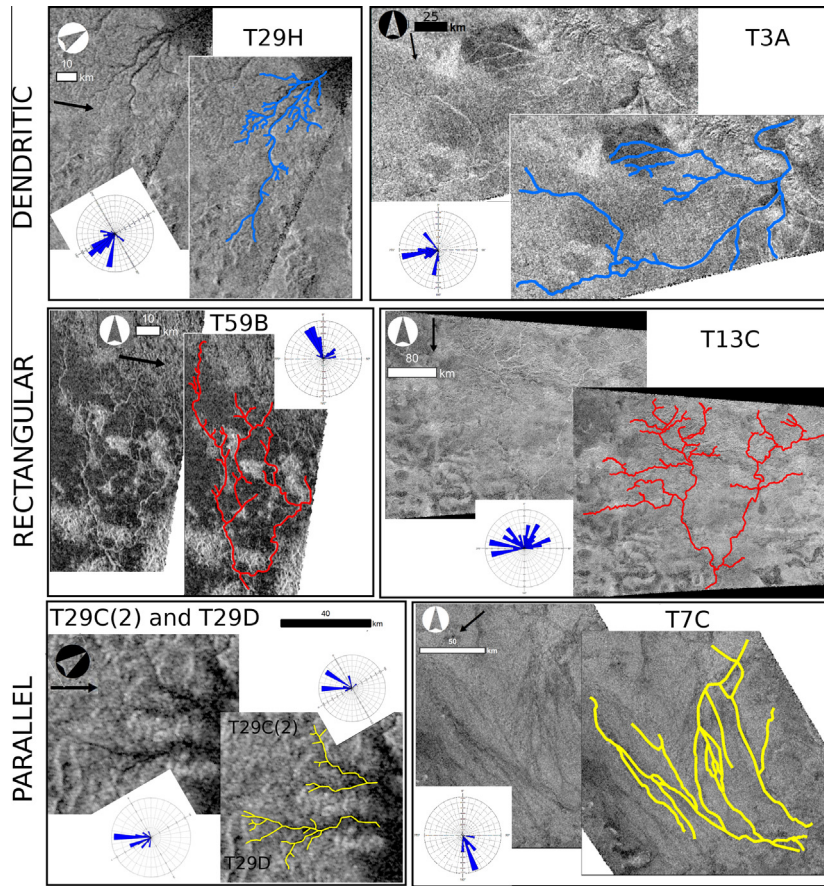 DENDRITIC
T29H
10
km
T3A
25
km
RECTANGULAR
T59B
10
km
T13C
80
km
PARALLEL
T29C(2) and T29D
40
km
T29C(2)
T29D
T7C
50
km